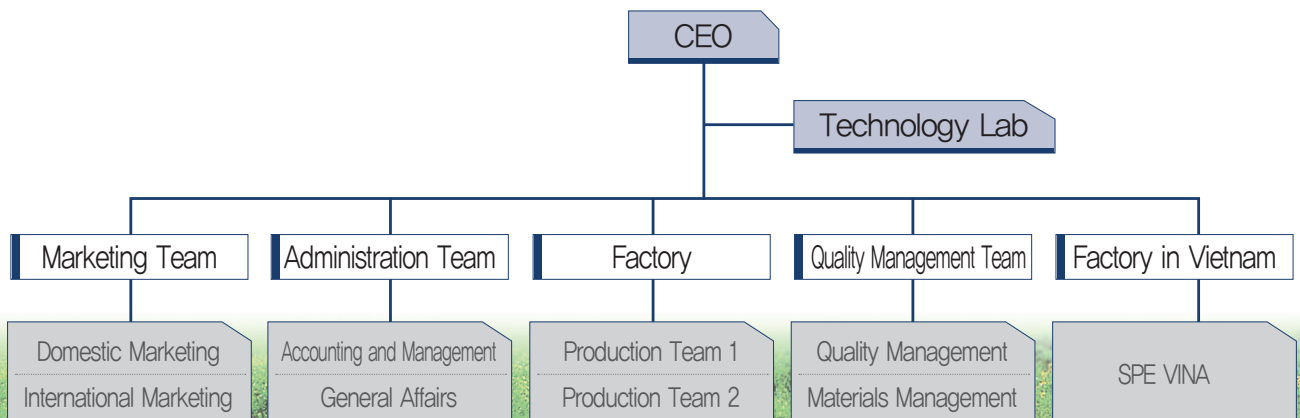 CEO
Technology Lab
Marketing Team
Administration Team
Factory
Quality Management Team
Factory in Vietnam
Domestic Marketing
International Marketing
Accounting and Management
General Affairs
Production Team 1
Production Team 2
Quality Management
Materials Management
SPE VINA